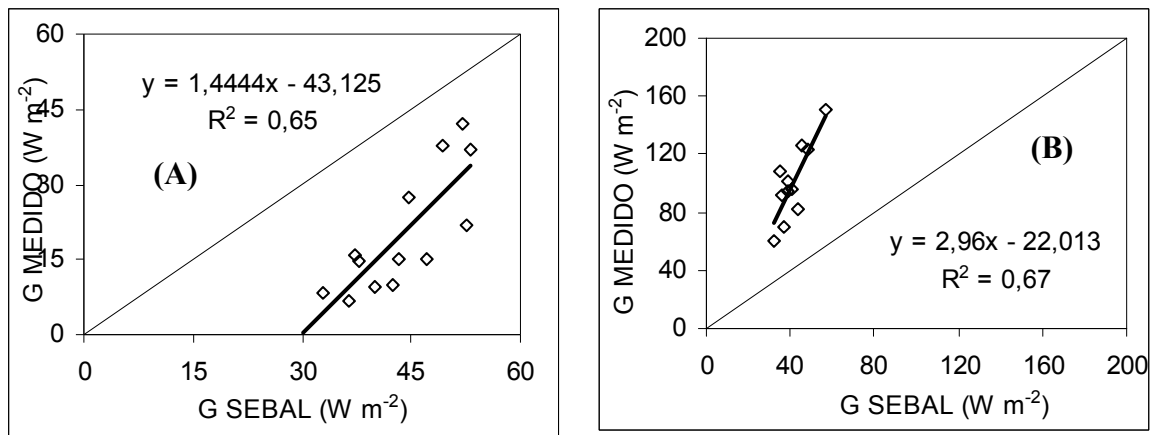 60
45
30
15
0
G MEDIDO (W m⁻²)
y = 1,4444x - 43,125
R² = 0,65
(A)
0 15 30 45 60
G SEBAL (W m⁻²)
200
160
120
80
40
0
G MEDIDO (W m⁻²)
(B)
y = 2,96x - 22,013
R² = 0,67
0 40 80 120 160 200
G SEBAL (W m⁻²)